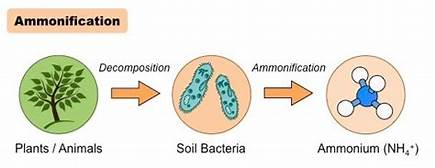 Ammonification
Decomposition
Ammonification
Plants / Animals
Soil Bacteria
Ammonium (NH₄⁺)